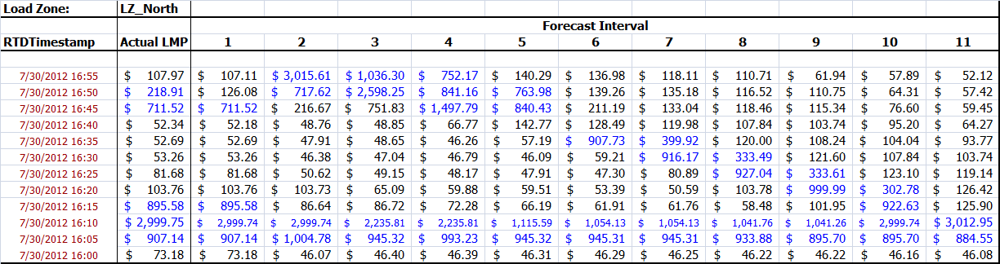 Load Zone: LZ_North
Forecast Interval
RTDTimestamp Actual LMP 1 2 3 4 5 6 7 8 9 10 11
7/30/2012 16:55 $ 107.97 $ 107.11 $ 3,015.61 $ 1,036.30 $ 752.17 $ 140.29 $ 136.98 $ 118.11 $ 110.71 $ 61.94 $ 57.89 $ 52.12
7/30/2012 16:50 $ 218.91 $ 126.08 $ 717.62 $ 2,598.25 $ 841.16 $ 763.98 $ 139.26 $ 135.18 $ 116.52 $ 110.75 $ 64.31 $ 57.42
7/30/2012 16:45 $ 711.52 $ 711.52 $ 216.67 $ 751.83 $ 1,497.79 $ 840.43 $ 211.19 $ 133.04 $ 118.46 $ 115.34 $ 76.60 $ 59.45
7/30/2012 16:40 $ 52.34 $ 52.18 $ 48.76 $ 48.85 $ 66.77 $ 142.77 $ 128.49 $ 119.98 $ 107.84 $ 103.74 $ 95.20 $ 64.27
7/30/2012 16:35 $ 52.69 $ 52.69 $ 47.91 $ 48.65 $ 46.26 $ 57.19 $ 907.73 $ 399.92 $ 120.00 $ 108.24 $ 104.04 $ 93.77
7/30/2012 16:30 $ 53.26 $ 53.26 $ 46.38 $ 47.04 $ 46.79 $ 46.09 $ 59.21 $ 916.17 $ 333.49 $ 121.60 $ 107.84 $ 103.74
7/30/2012 16:25 $ 81.68 $ 81.68 $ 50.62 $ 49.15 $ 48.17 $ 47.91 $ 47.30 $ 80.89 $ 927.04 $ 333.61 $ 123.10 $ 119.14
7/30/2012 16:20 $ 103.76 $ 103.76 $ 103.73 $ 65.09 $ 59.88 $ 59.51 $ 53.39 $ 50.59 $ 103.78 $ 999.99 $ 302.78 $ 126.42
7/30/2012 16:15 $ 895.58 $ 895.58 $ 86.64 $ 86.72 $ 72.28 $ 66.19 $ 61.91 $ 61.76 $ 58.48 $ 101.95 $ 922.63 $ 125.90
7/30/2012 16:10 $ 2,999.75 $ 2,999.74 $ 2,999.74 $ 2,235.81 $ 2,235.81 $ 1,115.59 $ 1,054.13 $ 1,054.13 $ 1,041.76 $ 1,041.26 $ 2,999.74 $ 3,012.95
7/30/2012 16:05 $ 907.14 $ 907.14 $ 1,004.78 $ 945.32 $ 993.23 $ 945.32 $ 945.31 $ 945.31 $ 933.88 $ 895.70 $ 895.70 $ 884.55
7/30/2012 16:00 $ 73.18 $ 73.18 $ 46.07 $ 46.40 $ 46.39 $ 46.31 $ 46.29 $ 46.25 $ 46.22 $ 46.22 $ 46.16 $ 46.08